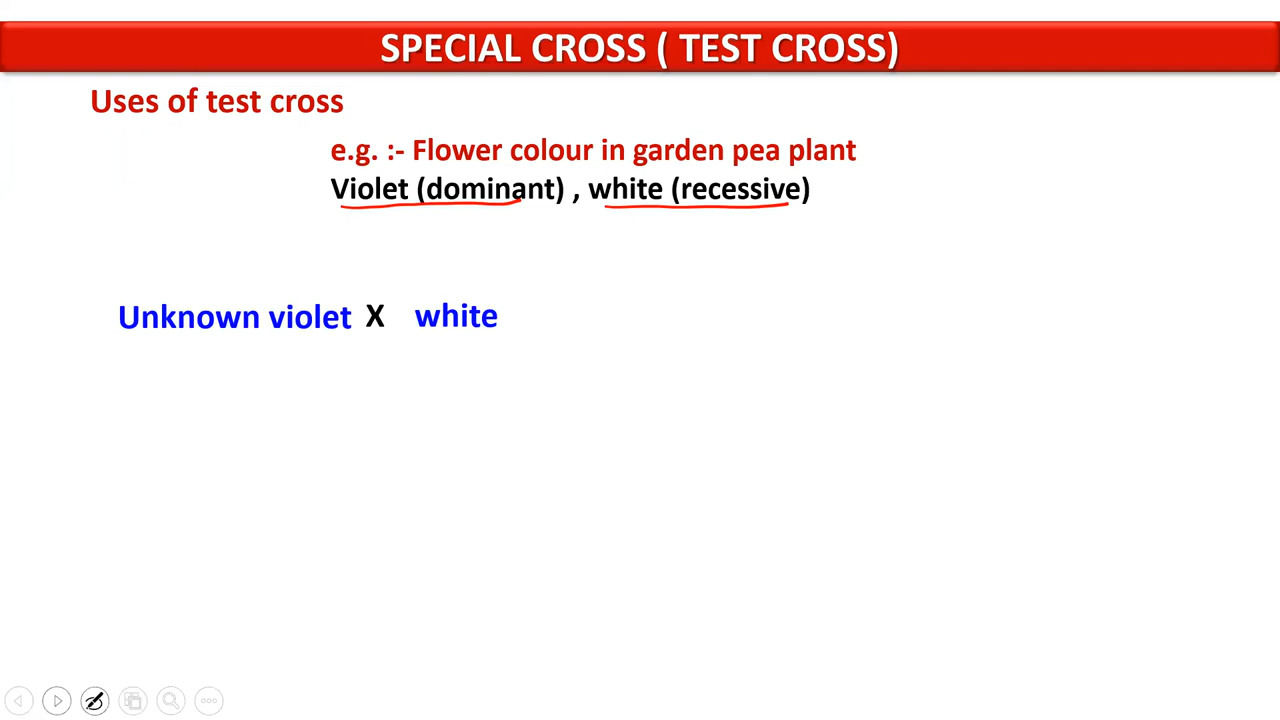 SPECIAL CROSS ( TEST CROSS)
Uses of test cross
e.g. :- Flower colour in garden pea plant
Violet (dominant) , white (recessive)
Unknown violet X white